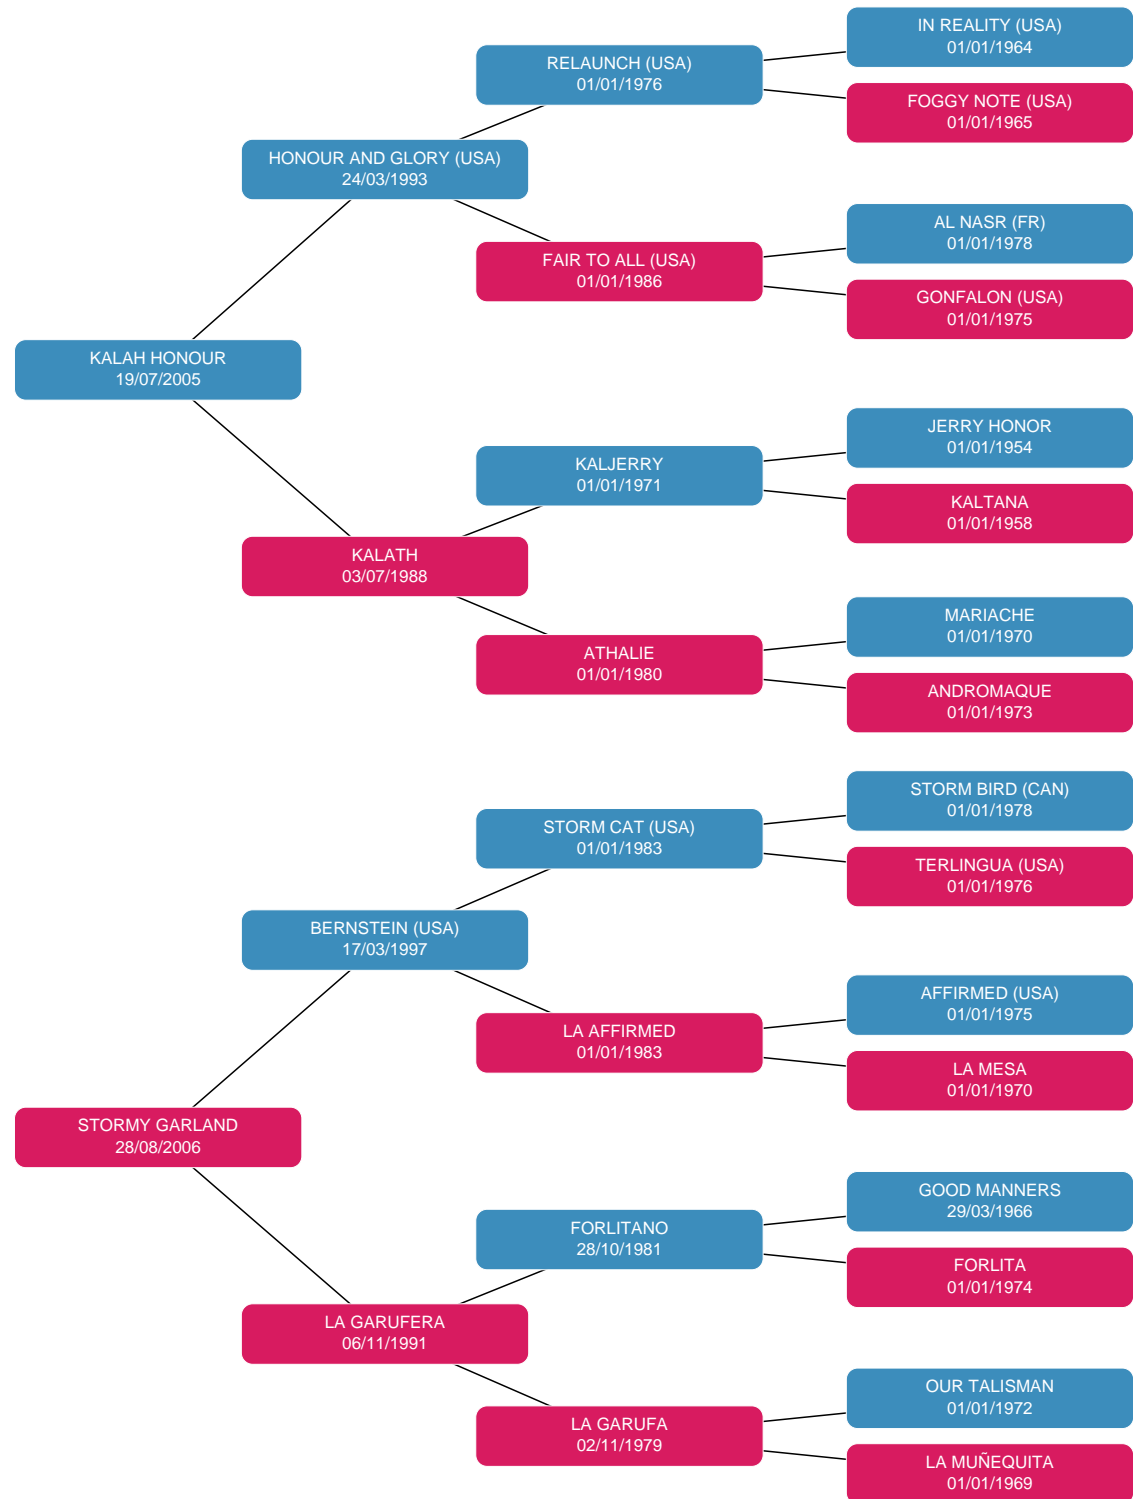 IN REALITY (USA)
01/01/1964
RELAUNCH (USA)
01/01/1976
FOGGY NOTE (USA)
01/01/1965
HONOUR AND GLORY (USA)
24/03/1993
AL NASR (FR)
01/01/1978
FAIR TO ALL (USA)
01/01/1986
GONFALON (USA)
01/01/1975
KALAH HONOUR
19/07/2005
JERRY HONOR
01/01/1954
KALJERRY
01/01/1971
KALTANA
01/01/1958
KALATH
03/07/1988
MARIACHE
01/01/1970
ATHALIE
01/01/1980
ANDROMAQUE
01/01/1973
STORM BIRD (CAN)
01/01/1978
STORM CAT (USA)
01/01/1983
TERLINGUA (USA)
01/01/1976
BERNSTEIN (USA)
17/03/1997
AFFIRMED (USA)
01/01/1975
LA AFFIRMED
01/01/1983
LA MESA
01/01/1970
STORMY GARLAND
28/08/2006
GOOD MANNERS
29/03/1966
FORLITANO
28/10/1981
FORLITA
01/01/1974
LA GARUFERA
06/11/1991
OUR TALISMAN
01/01/1972
LA GARUFA
02/11/1979
LA MUÑEQUITA
01/01/1969